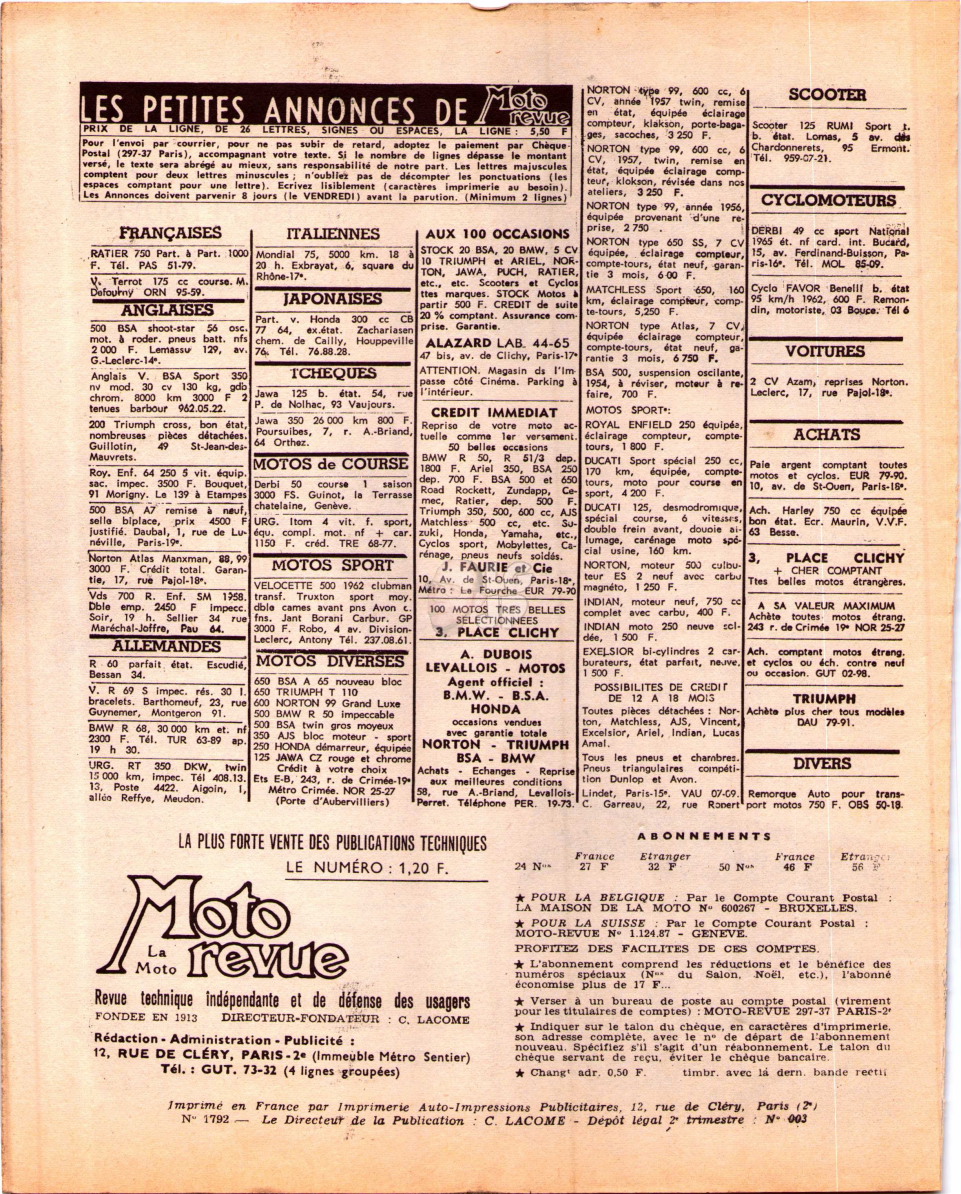 LES PETITES ANNONCES DE Moto revue
PRIX DE LA LIGNE, DE 26 LETTRES, SIGNES OU ESPACES, LA LIGNE : 5,50 F
Pour l'envoi par courrier, pour ne pas subir de retard, adoptez le paiement par Chèque-
Postal (297-37 Paris), accompagnant votre texte. Si le nombre de lignes dépasse le montant
versé, le texte sera abrégé au mieux, sans responsabilité de notre part. Les lettres majuscules
comptent pour deux lettres minuscules ; n'oubliez pas de décompter les ponctuations (les
espaces comptant pour une lettre). Ecrivez lisiblement (caractères imprimerie au besoin).
Les Annonces doivent parvenir 8 jours (le VENDREDI) avant la parution. (Minimum 2 lignes)
FRANÇAISES
RATIER 750 Part. à Part. 1000
F. Tél. PAS 51-79.
V. Terrot 175 cc course. M.
Defourny ORN 95-59.
ANGLAISES
500 BSA shoot-star 56 osc.
mot. à roder. pneus batt. nfs
2 000 F. Lemassu 129, av.
G.-Leclerc-14e.
Anglais V. BSA Sport 350
nv mod. 30 cv 130 kg, gdb
chrom. 8000 km 3000 F 2
tenues barbour 962.05.22.
200 Triumph cross, bon état,
nombreuses pièces détachées.
Guillotin, 49 St-Jean-des-
Mauvrets.
Roy. Enf. 64 250 5 vit. équip.
sac. impec. 3500 F. Bouquet,
91 Morigny. Le 139 à Etampes
500 BSA A7 remise à neuf,
selle biplace, prix 4500 F
justifié. Daubal, 1, rue de Lu-
néville, Paris-19e.
Norton Atlas Manxman, 88, 99
3000 F. Crédit total. Garan-
tie, 17, rue Pajol-18e.
Vds 700 R. Enf. SM 1958.
Dble emp. 2450 F impecc.
Soir, 19 h. Sellier 34 rue
Maréchal-Joffre, Pau 64.
ALLEMANDES
R 60 parfait état. Escudié,
Bessan 34.
V. R 69 S impec. rés. 30 l.
bracelets. Barthomeuf, 23, rue
Guynemer, Montgeron 91.
BMW R 68, 30 000 km et. nf
2300 F. Tél. TUR 63-89 ap.
19 h 30.
URG. RT 350 DKW, twin
15 000 km, impec. Tél 408.13.
13, Poste 4422. Aigoin, 1,
allée Reffye, Meudon.
ITALIENNES
Mondial 75, 5000 km. 18 à
20 h. Exbrayat, 6, square du
Rhône-17e.
JAPONAISES
Part. v. Honda 300 cc CB
77 64, ex.état. Zachariasen
chem. de Cailly, Houppeville
76. Tél. 76.88.28.
TCHEQUES
Jawa 125 b. état. 54, rue
P. de Nolhac, 93 Vaujours.
Jawa 350 26 000 km 800 F.
Poursuibes, 7, r. A.-Briand,
64 Orthez.
MOTOS de COURSE
Derbi 50 course 1 saison
3000 FS. Guinot, la Terrasse
chatelaine, Genève.
URG. Itom 4 vit. f. sport,
équ. compl. mot. nf + car.
1150 F. créd. TRE 68-77.
MOTOS SPORT
VELOCETTE 500 1962 clubman
transf. Truxton sport moy.
dble cames avant pns Avon c.
fns. Jant Borani Carbur. GP
3000 F. Robo, 4 av. Division-
Leclerc, Antony Tél. 237.08.61.
MOTOS DIVERSES
650 BSA A 65 nouveau bloc
650 TRIUMPH T 110
600 NORTON 99 Grand Luxe
500 BMW R 50 impeccable
500 BSA twin gros moyeux
350 AJS bloc moteur - sport
250 HONDA démarreur, équipée
125 JAWA CZ rouge et chrome
Crédit à votre choix
Ets E-B, 243, r. de Crimée-19e
Métro Crimée. NOR 25-27
(Porte d'Aubervilliers)
AUX 100 OCCASIONS
STOCK 20 BSA, 20 BMW, 5 CV
10 TRIUMPH et ARIEL, NOR-
TON, JAWA, PUCH, RATIER,
etc., etc. Scooters et Cyclos
ttes marques. STOCK Motos à
partir 500 F. CREDIT de suite
20 % comptant. Assurance com-
prise. Garantie.
ALAZARD LAB. 44-65
47 bis, av. de Clichy, Paris-17e
ATTENTION. Magasin ds l'Im-
passe côté Cinéma. Parking à
l'intérieur.
CREDIT IMMEDIAT
Reprise de votre moto ac-
tuelle comme 1er versement.
50 belles occasions
BMW R 50, R 51/3 dep.
1800 F. Ariel 350, BSA 250
dep. 700 F. BSA 500 et 650
Road Rockett, Zundapp, Ce-
mec, Ratier, dep. 500 F.
Triumph 350, 500, 600 cc, AJS
Matchless 500 cc, etc. Su-
zuki, Honda, Yamaha, etc.,
Cyclos sport, Mobylettes, Ca-
rénage, pneus neufs soldés.
J. FAURIE et Cie
10, Av. de St-Ouen, Paris-18e,
Métro : La Fourche EUR 79-90
100 MOTOS TRES BELLES
SELECTIONNEES
3, PLACE CLICHY
A. DUBOIS
LEVALLOIS - MOTOS
Agent officiel :
B.M.W. - B.S.A.
HONDA
occasions vendues
avec garantie totale
NORTON - TRIUMPH
BSA - BMW
Achats - Echanges - Reprise
aux meilleures conditions
58, rue A.-Briand, Levallois-
Perret. Téléphone PER. 19-73.
NORTON type 99, 600 cc, 6
CV, année 1957 twin, remise
en état, équipée éclairage
compteur, klakson, porte-baga-
ges, sacoches, 3 250 F.
NORTON type 99, 600 cc, 6
CV, 1957, twin, remise en
état, équipée éclairage comp-
teur, klokson, révisée dans nos
ateliers, 3 250 F.
NORTON type 99, année 1956,
équipée provenant d'une re-
prise, 2 750 .
NORTON type 650 SS, 7 CV
équipée, éclairage compteur,
compte-tours, état neuf, garan-
tie 3 mois, 6 00 F.
MATCHLESS Sport 650, 160
km, éclairage compteur, comp-
te-tours, 5,250 F.
NORTON type Atlas, 7 CV,
équipée éclairage compteur,
compte-tours, état neuf, ga-
rantie 3 mois, 6 750 F.
BSA 500, suspension oscilante,
1954, à réviser, moteur à re-
faire, 700 F.
MOTOS SPORT :
ROYAL ENFIELD 250 équipéa,
éclairage compteur, compte-
tours, 1 800 F.
DUCATI Sport spécial 250 cc,
170 km, équipée, compte-
tours, moto pour course en
sport, 4 200 F.
DUCATI 125, desmodromique,
spécial course, 6 vitesses,
double frein avant, douoie al-
lumage, carénage moto spé-
cial usine, 160 km.
NORTON, moteur 500 culbu-
teur ES 2 neuf avec carbu
magnéto, 1 250 F.
INDIAN, moteur neuf, 750 cc
complet avec carbu, 400 F.
INDIAN moto 250 neuve sol-
dée, 1 500 F.
EXELSIOR bi-cylindres 2 car-
burateurs, état parfait, neuve,
1 500 F.
POSSIBILITES DE CREDIT
DE 12 A 18 MOIS
Toutes pièces détachées : Nor-
ton, Matchless, AJS, Vincent,
Excelsior, Ariel, Indian, Lucas
Amal.
Tous les pneus et chambres.
Pneus triangulaires compéti-
tion Dunlop et Avon.
Lindet, Paris-15e. VAU 07-09.
C. Garreau, 22, rue Robert
SCOOTER
Scooter 125 RUMI Sport t.
b. état. Lomas, 5 av. des
Chardonnerets, 95 Ermont.
Tél. 959-07-21.
CYCLOMOTEURS
DERBI 49 cc sport National
1965 ét. nf card. int. Bucard,
15, av. Ferdinand-Buisson, Pa-
ris-16e. Tél. MOL 85-09.
Cyclo FAVOR Benelli b. état
95 km/h 1962, 600 F. Remon-
din, motoriste, 03 Bouce. Tél 6
VOITURES
2 CV Azam, reprises Norton.
Leclerc, 17, rue Pajol-18e.
ACHATS
Paie argent comptant toutes
motos et cyclos. EUR 79-90.
10, av. de St-Ouen, Paris-18e.
Ach. Harley 750 cc équipée
bon état. Ecr. Maurin, V.V.F.
63 Besse.
3, PLACE CLICHY
+ CHER COMPTANT
Ttes belles motos étrangères.
A SA VALEUR MAXIMUM
Achète toutes motos étrang.
243 r. de Crimée 19e NOR 25-27
Ach. comptant motos étrang.
et cyclos ou éch. contre neuf
ou occasion. GUT 02-98.
TRIUMPH
Achète plus cher tous modèles
DAU 79-91.
DIVERS
Remorque Auto pour trans-
port motos 750 F. OBS 50-18.
LA PLUS FORTE VENTE DES PUBLICATIONS TECHNIQUES
LE NUMÉRO : 1,20 F.
La Moto
Moto revue
Revue technique indépendante et de défense des usagers
FONDEE EN 1913 DIRECTEUR-FONDATEUR : C. LACOME
Rédaction - Administration - Publicité :
12, RUE DE CLÉRY, PARIS-2e (Immeuble Métro Sentier)
Tél. : GUT. 73-32 (4 lignes groupées)
ABONNEMENTS
France Etranger France Etranger
24 Nos 27 F 32 F 50 Nos 46 F 56 F
★ POUR LA BELGIQUE : Par le Compte Courant Postal :
LA MAISON DE LA MOTO No 600267 - BRUXELLES.
★ POUR LA SUISSE : Par le Compte Courant Postal :
MOTO-REVUE No 1.124.87 - GENEVE.
PROFITEZ DES FACILITES DE CES COMPTES.
★ L'abonnement comprend les réductions et le bénéfice des
numéros spéciaux (Nos du Salon, Noël, etc.), l'abonné
économise plus de 17 F...
★ Verser à un bureau de poste au compte postal (virement
pour les titulaires de comptes) : MOTO-REVUE 297-37 PARIS-2e
★ Indiquer sur le talon du chèque, en caractères d'imprimerie,
son adresse complète, avec le no de départ de l'abonnement
nouveau. Spécifiez s'il s'agit d'un réabonnement. Le talon du
chèque servant de reçu, éviter le chèque bancaire.
★ Changt adr. 0,50 F. timbr. avec la dern. bande rectif
Imprimé en France par Imprimerie Auto-Impressions Publicitaires, 12, rue de Cléry, Paris (2e)
No 1792 — Le Directeur de la Publication : C. LACOME - Dépôt légal 2e trimestre : No 003